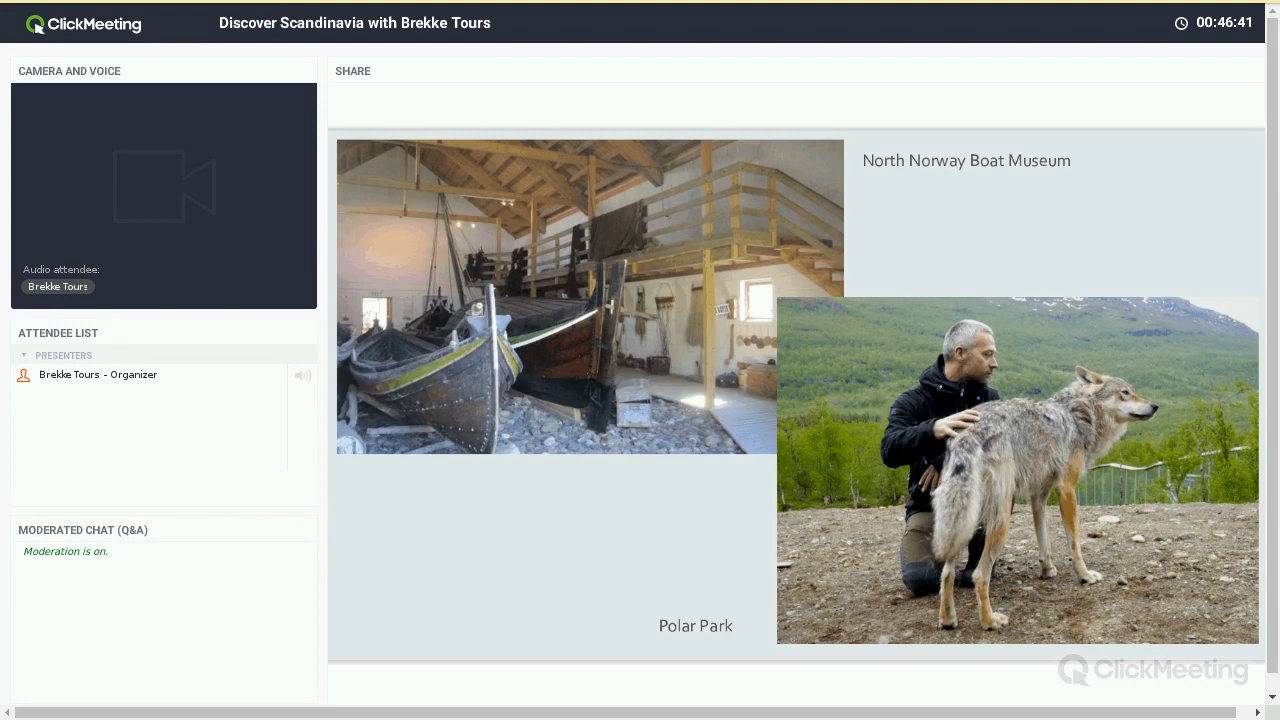 ClickMeeting
Discover Scandinavia with Brekke Tours
00:46:41
CAMERA AND VOICE
Audio attendee:
Brekke Tours
ATTENDEE LIST
PRESENTERS
Brekke Tours - Organizer
MODERATED CHAT (Q&A)
Moderation is on.
SHARE
North Norway Boat Museum
Polar Park
ClickMeeting